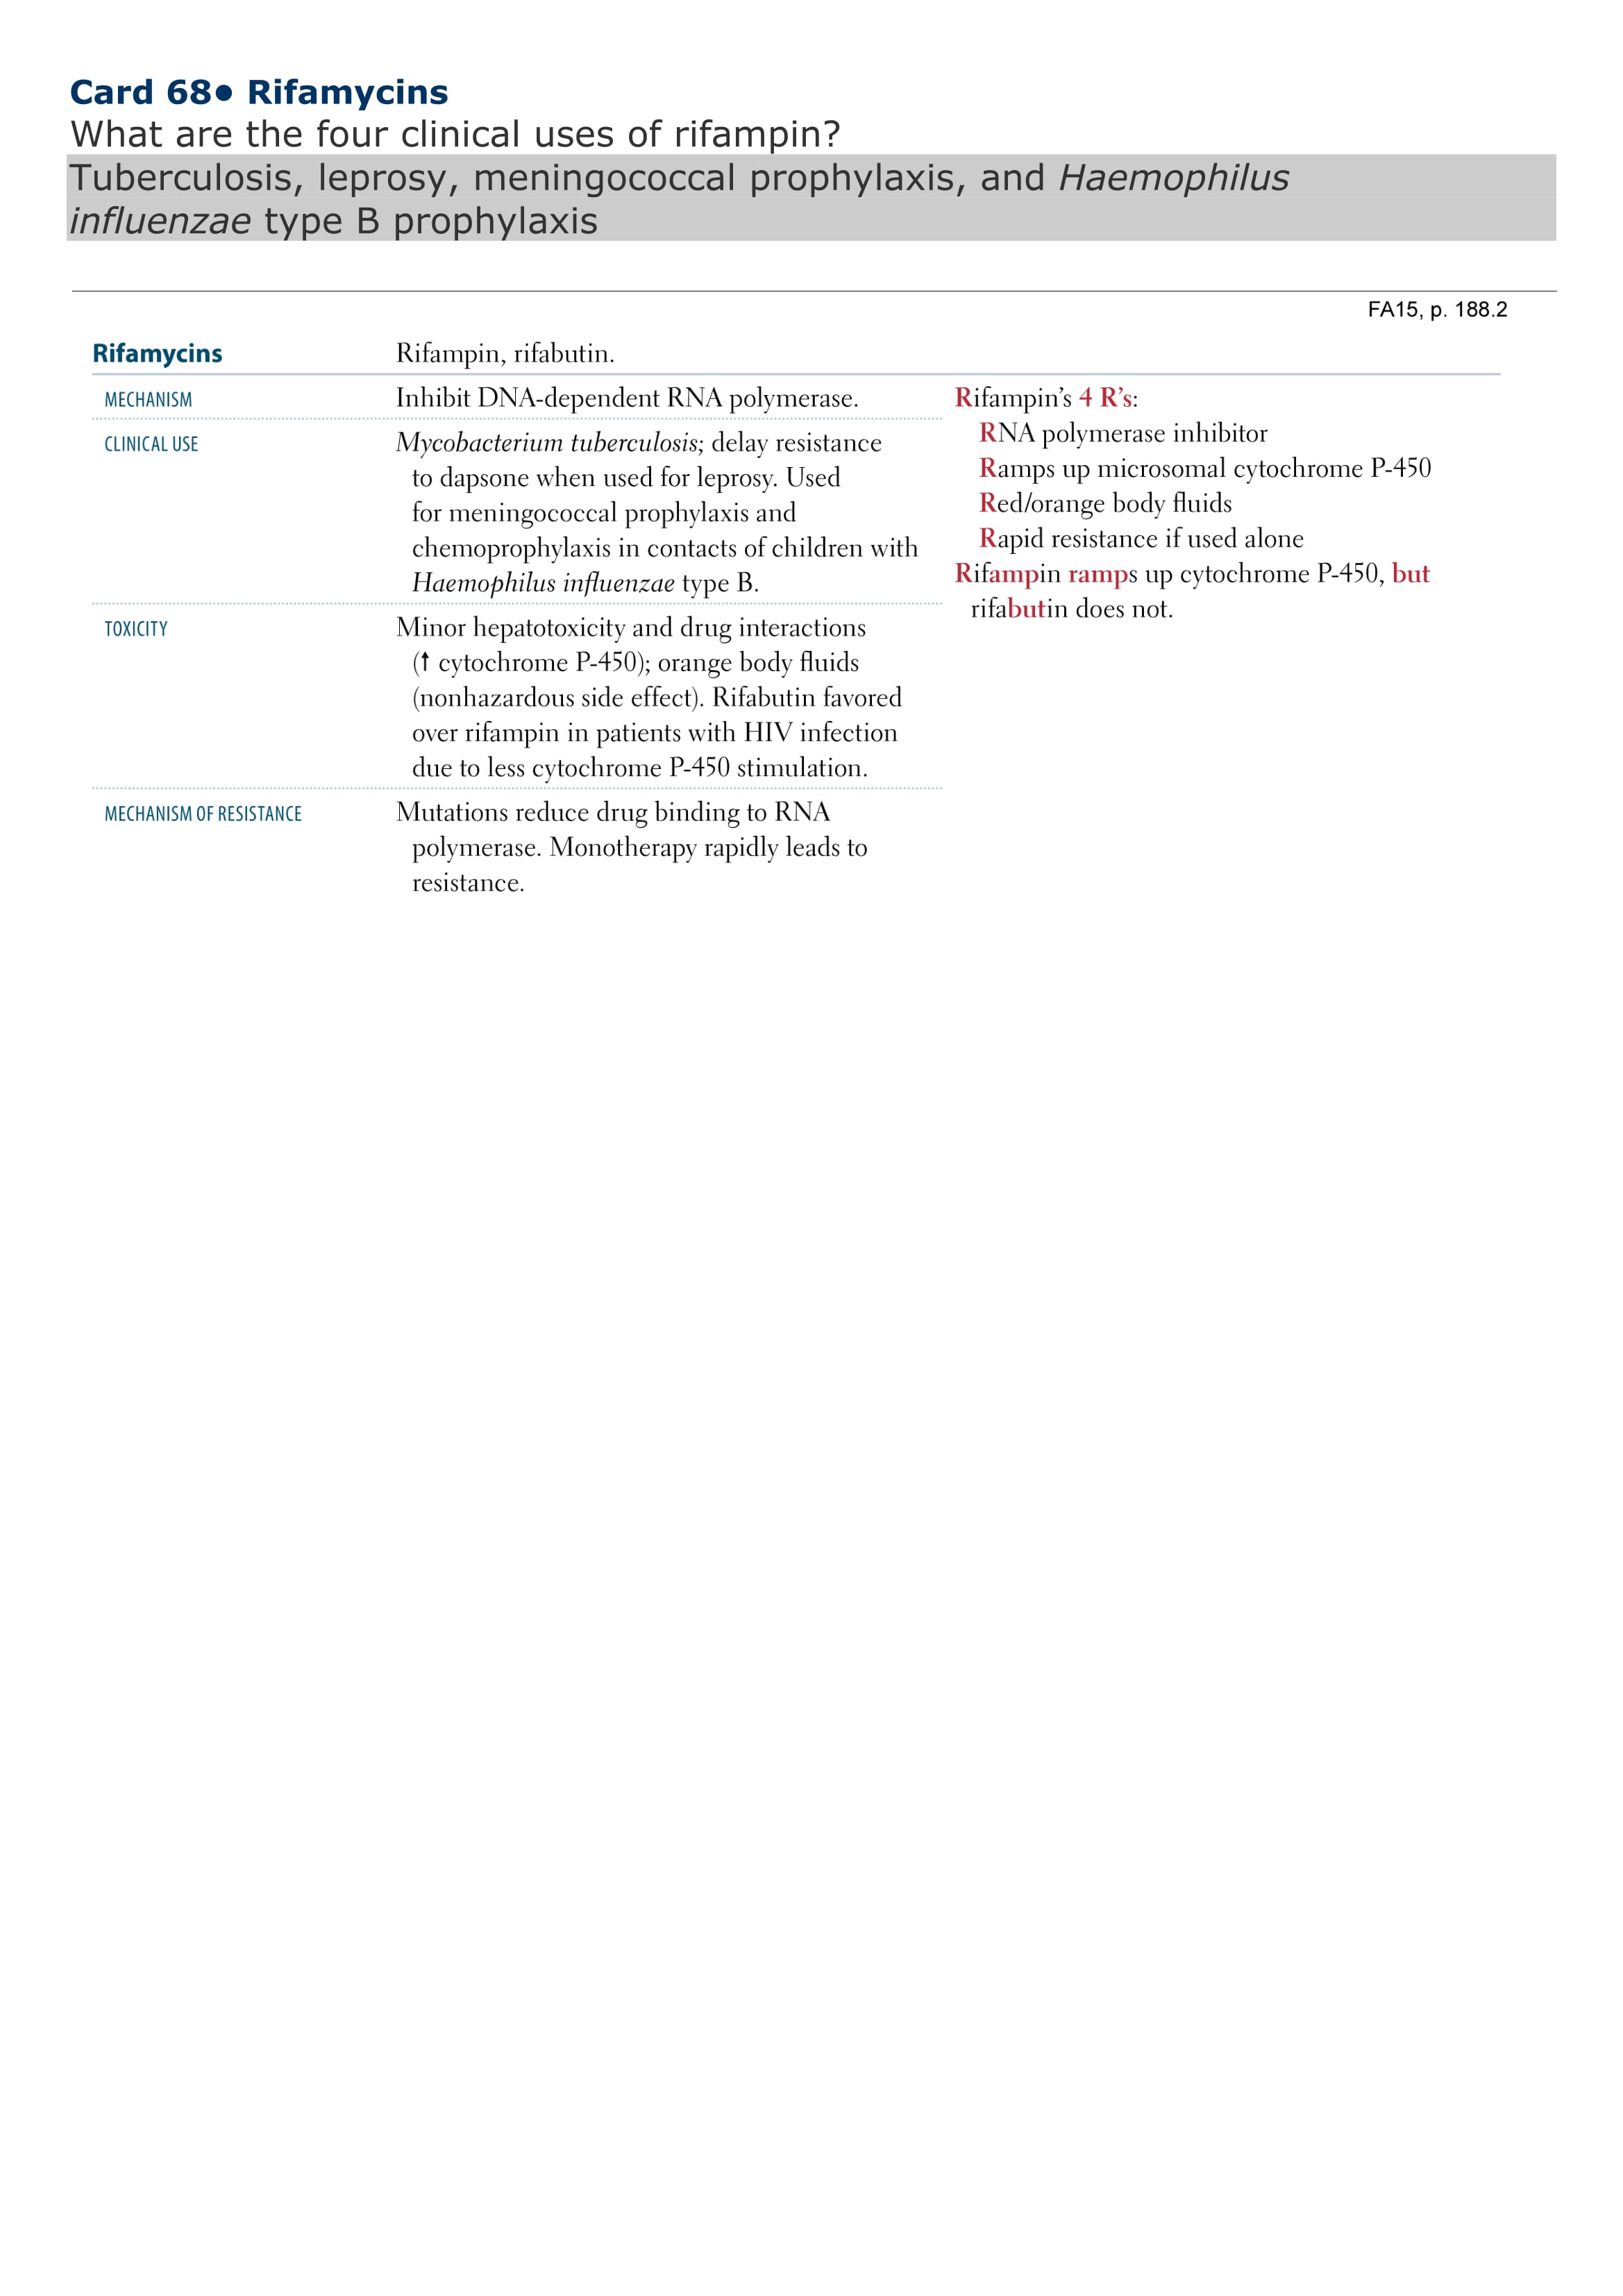 Card 68● Rifamycins
What are the four clinical uses of rifampin?
Tuberculosis, leprosy, meningococcal prophylaxis, and Haemophilus
influenzae type B prophylaxis
FA15, p. 188.2
Rifamycins Rifampin, rifabutin.
MECHANISM Inhibit DNA-dependent RNA polymerase.
CLINICAL USE Mycobacterium tuberculosis; delay resistance
to dapsone when used for leprosy. Used
for meningococcal prophylaxis and
chemoprophylaxis in contacts of children with
Haemophilus influenzae type B.
TOXICITY Minor hepatotoxicity and drug interactions
(↑ cytochrome P-450); orange body fluids
(nonhazardous side effect). Rifabutin favored
over rifampin in patients with HIV infection
due to less cytochrome P-450 stimulation.
MECHANISM OF RESISTANCE Mutations reduce drug binding to RNA
polymerase. Monotherapy rapidly leads to
resistance.
Rifampin's 4 R's:
RNA polymerase inhibitor
Ramps up microsomal cytochrome P-450
Red/orange body fluids
Rapid resistance if used alone
Rifampin ramps up cytochrome P-450, but
rifabutin does not.